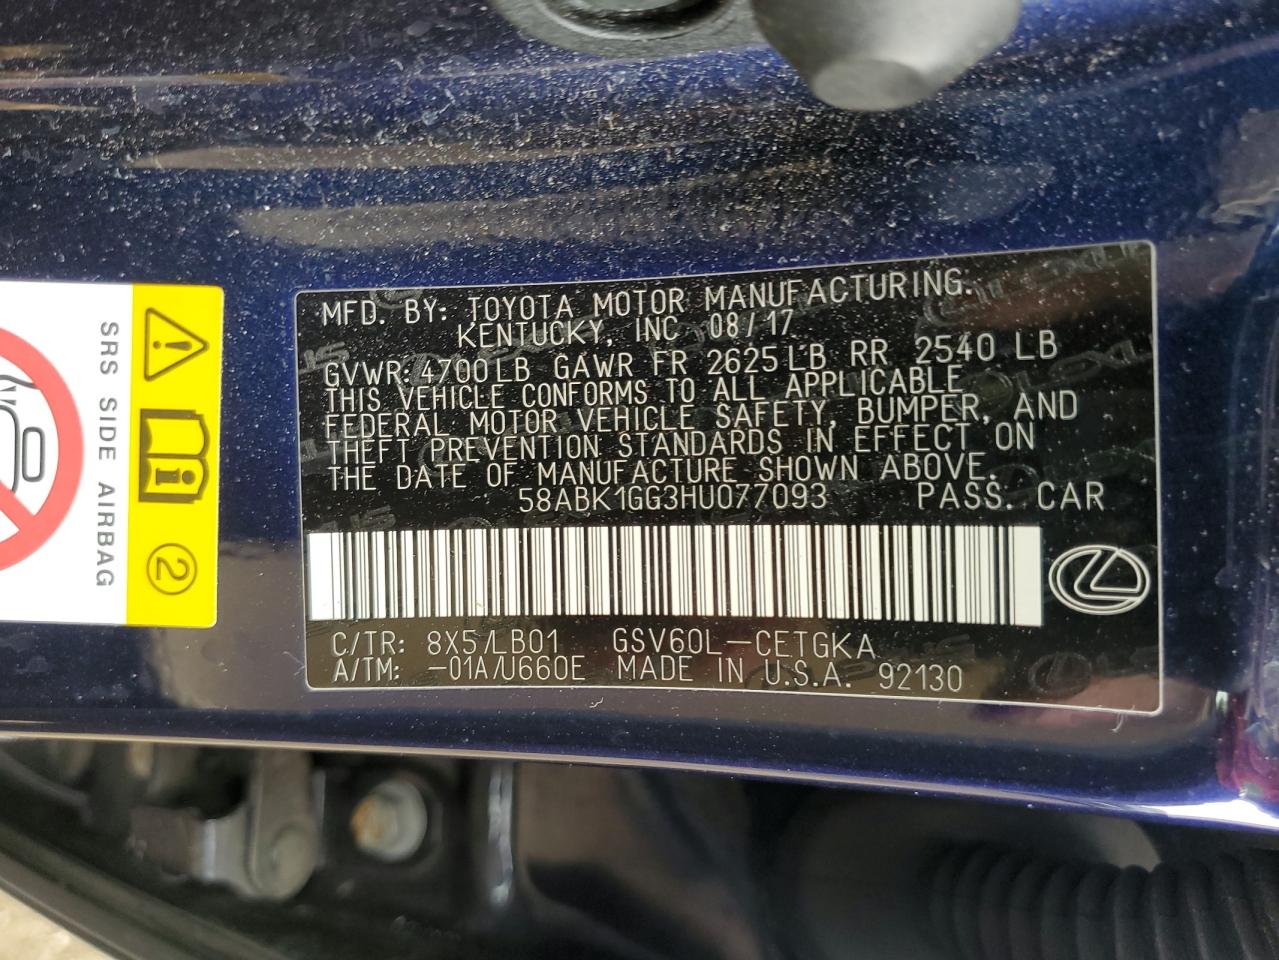 MFD. BY: TOYOTA MOTOR MANUFACTURING.
KENTUCKY, INC 08/17
GVWR 4700LB GAWR FR 2625LB RR 2540 LB
THIS VEHICLE CONFORMS TO ALL APPLICABLE
FEDERAL MOTOR VEHICLE SAFETY, BUMPER, AND
THEFT PREVENTION STANDARDS IN EFFECT ON
THE DATE OF MANUFACTURE SHOWN ABOVE.
58ABK1GG3HU077093 PASS. CAR
C/TR: 8X5/LB01 GSV60L-CETGKA
A/TM: -01A/U660E MADE IN U.S.A. 92130
SRS SIDE AIRBAG
2